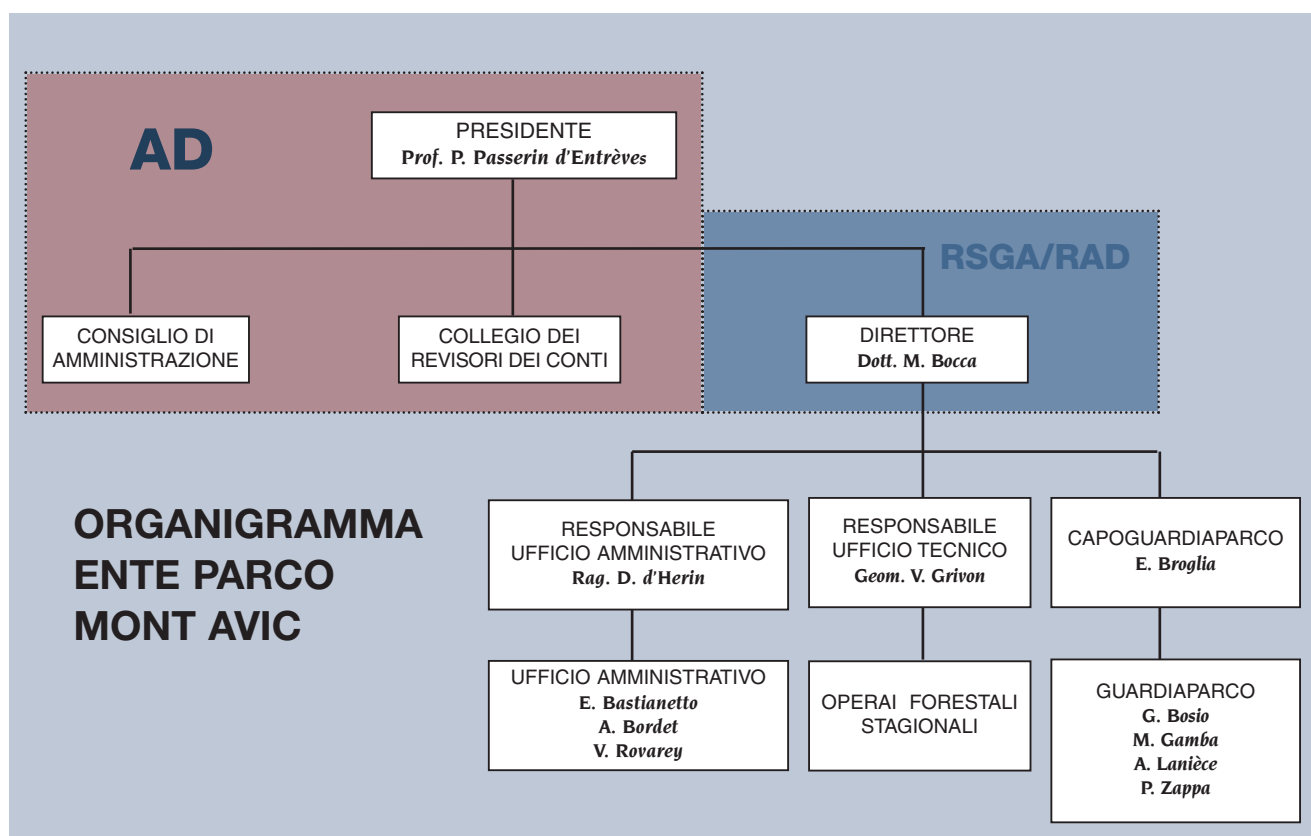 AD
PRESIDENTE
Prof. P. Passerin d'Entrèves
RSGA/RAD
CONSIGLIO DI
AMMINISTRAZIONE
COLLEGIO DEI
REVISORI DEI CONTI
DIRETTORE
Dott. M. Bocca
ORGANIGRAMMA
ENTE PARCO
MONT AVIC
RESPONSABILE
UFFICIO AMMINISTRATIVO
Rag. D. d'Herin
RESPONSABILE
UFFICIO TECNICO
Geom. V. Grivon
CAPOGUARDIAPARCO
E. Broglia
UFFICIO AMMINISTRATIVO
E. Bastianetto
A. Bordet
V. Rovarey
OPERAI FORESTALI
STAGIONALI
GUARDIAPARCO
G. Bosio
M. Gamba
A. Lanièce
P. Zappa